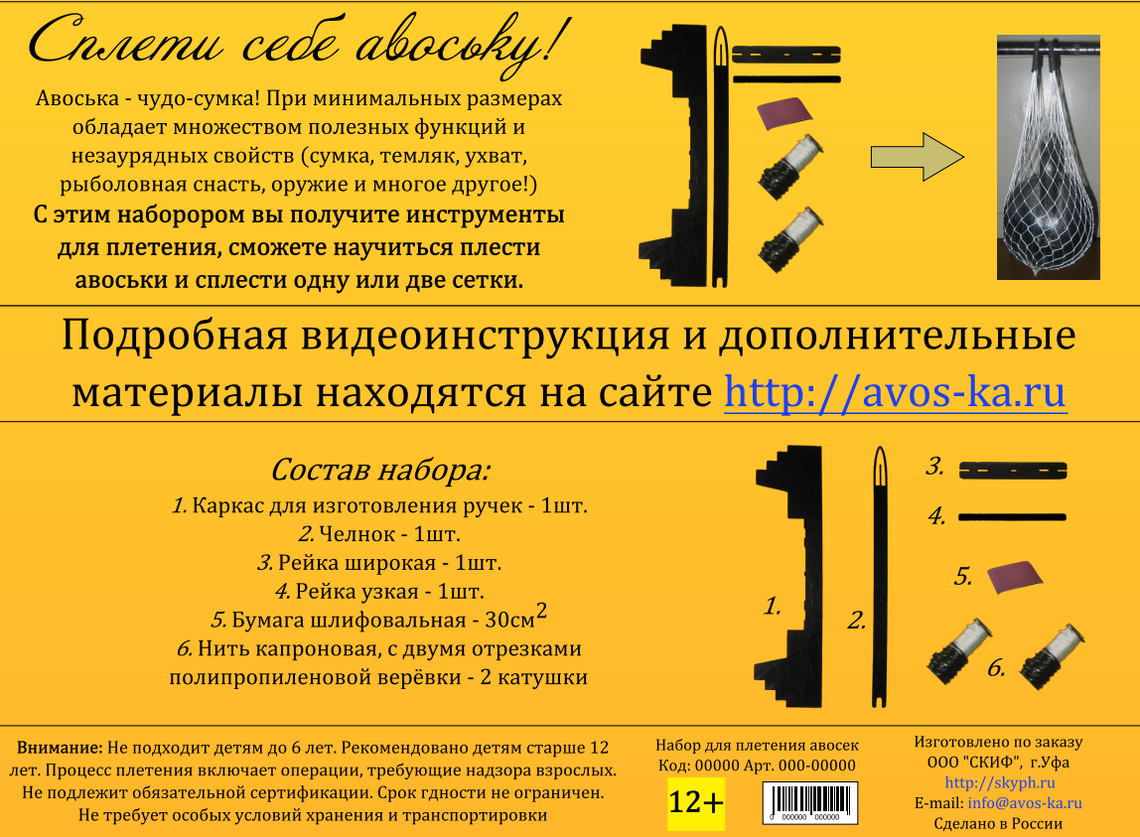 Сплети себе авоську!
Авоська - чудо-сумка! При минимальных размерах
обладает множеством полезных функций и
незаурядных свойств (сумка, темляк, ухват,
рыболовная снасть, оружие и многое другое!)
С этим наборором вы получите инструменты
для плетения, сможете научиться плести
авоськи и сплести одну или две сетки.
Подробная видеоинструкция и дополнительные
материалы находятся на сайте http://avos-ka.ru
Состав набора:
1. Каркас для изготовления ручек - 1шт.
2. Челнок - 1шт.
3. Рейка широкая - 1шт.
4. Рейка узкая - 1шт.
5. Бумага шлифовальная - 30см2
6. Нить капроновая, с двумя отрезками
полипропиленовой верёвки - 2 катушки
1.
2.
3.
4.
5.
6.
Внимание: Не подходит детям до 6 лет. Рекомендовано детям старше 12
лет. Процесс плетения включает операции, требующие надзора взрослых.
Не подлежит обязательной сертификации. Срок гдности не ограничен.
Не требует особых условий хранения и транспортировки
Набор для плетения авосек
Код: 00000 Арт. 000-00000
12+
0 000000 000000
Изготовлено по заказу
ООО "СКИФ", г.Уфа
http://skyph.ru
E-mail: info@avos-ka.ru
Сделано в России